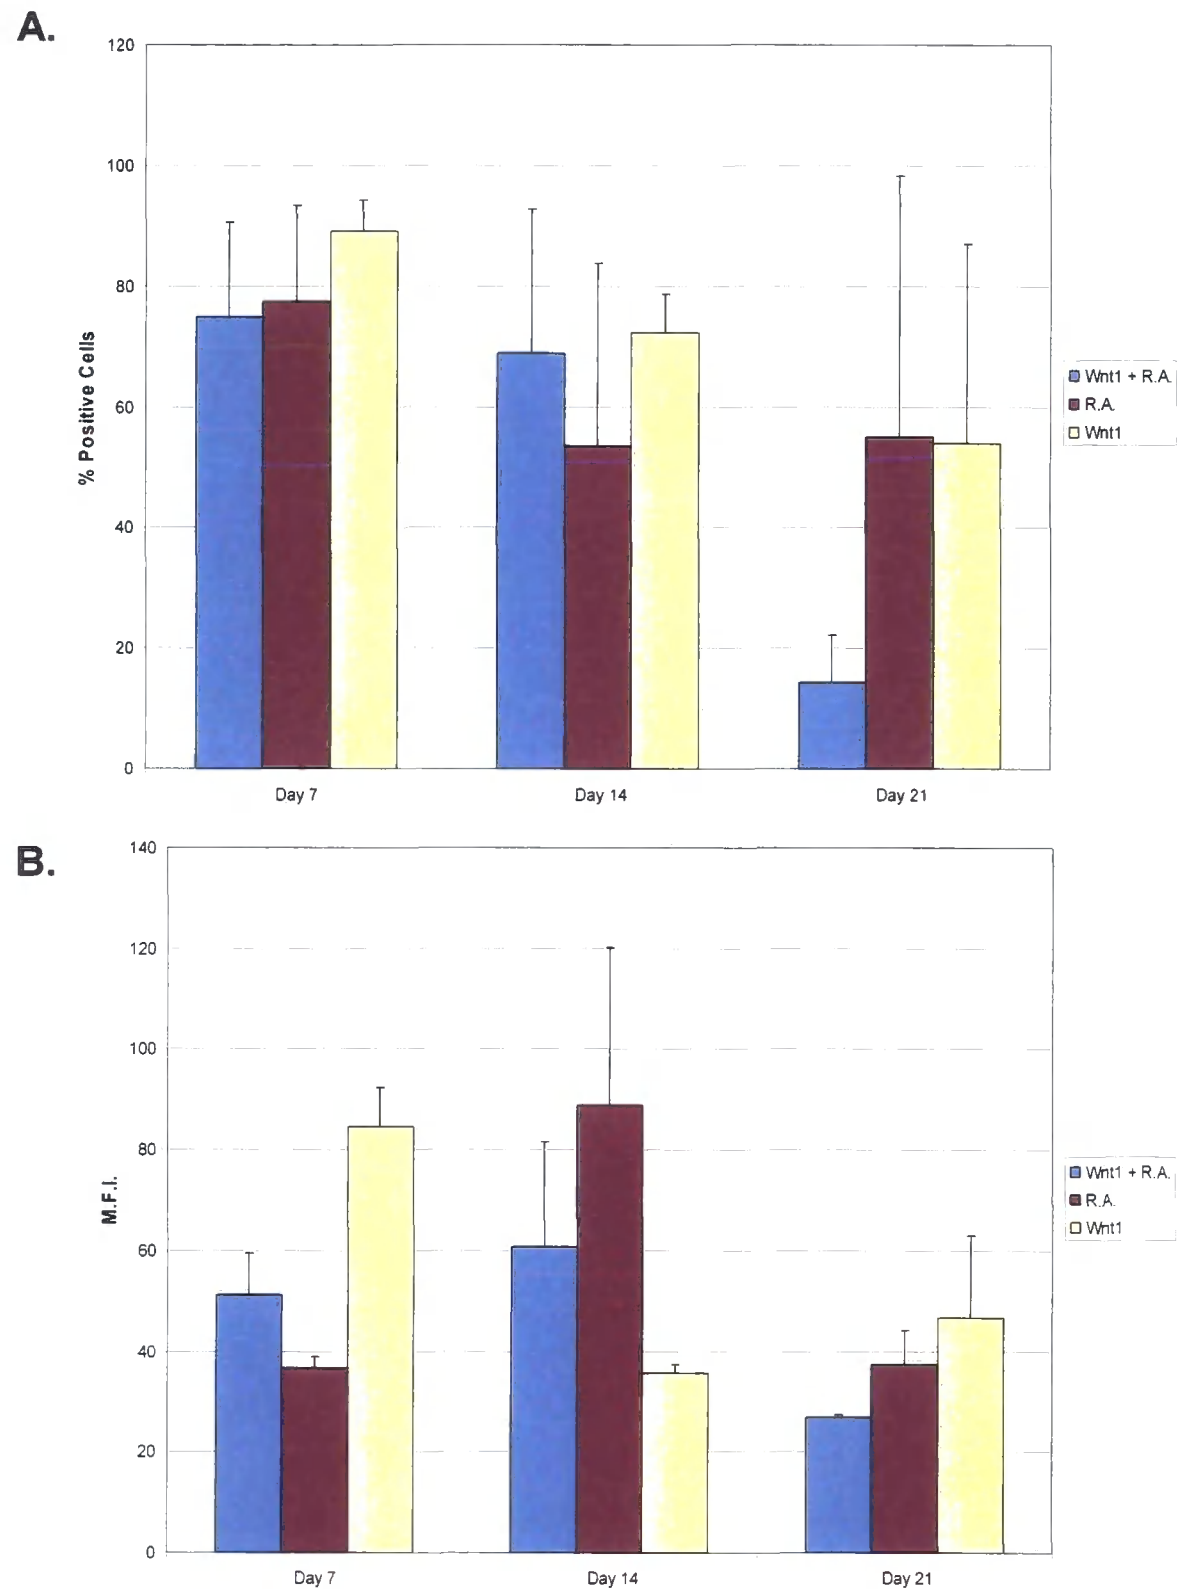 A.
120
100
80
60
40
20
0
% Positive Cells
Day 7 Day 14 Day 21
Wnt1 + R.A.
R.A.
Wnt1
B.
140
120
100
80
60
40
20
0
M.F.I.
Day 7 Day 14 Day 21
Wnt1 + R.A.
R.A.
Wnt1